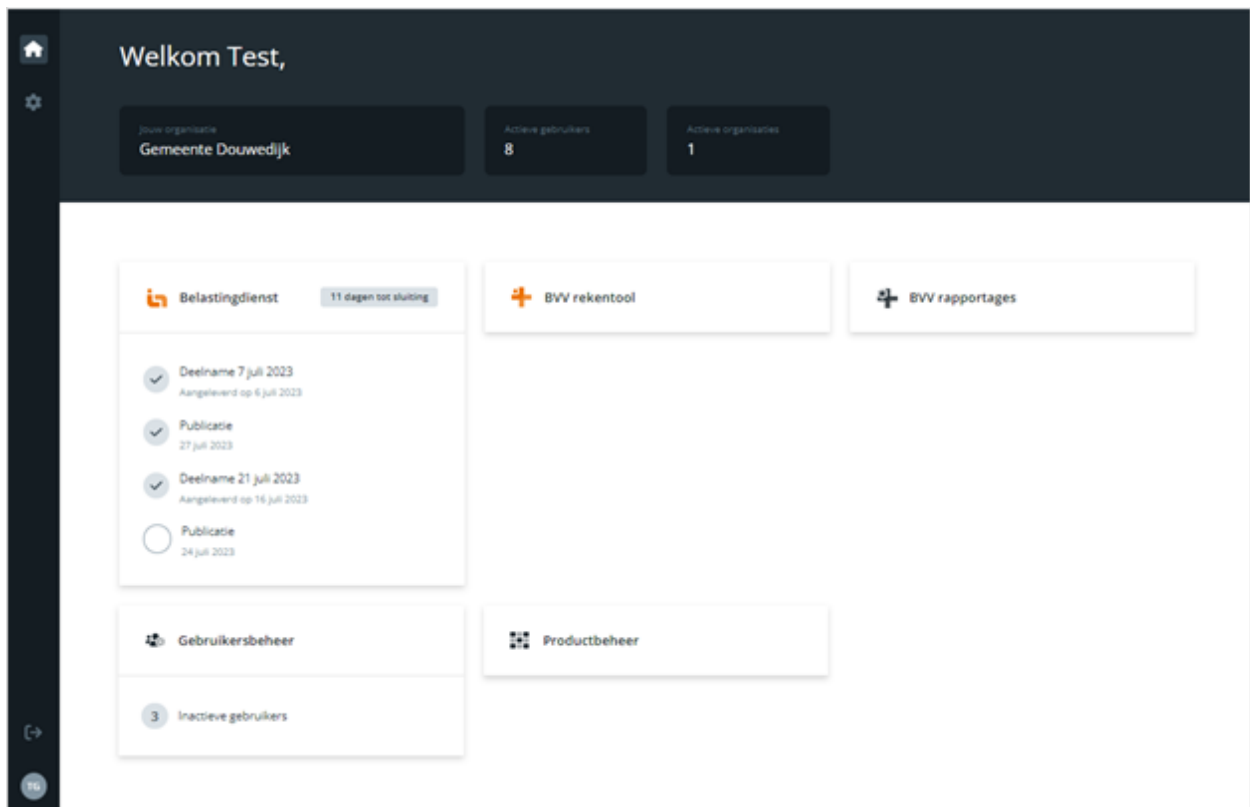 Welkom Test,
Jouw organisatie
Gemeente Douwedijk
Actieve gebruikers
8
Actieve organisaties
1
Belastingdienst
11 dagen tot sluiting
BVV rekentool
BVV rapportages
Deelname 7 juli 2023
Aangeleverd op 6 juli 2023
Publicatie
27 juli 2023
Deelname 21 juli 2023
Aangeleverd op 16 juli 2023
Publicatie
24 juli 2023
Gebruikersbeheer
Productbeheer
3 Inactieve gebruikers
TG